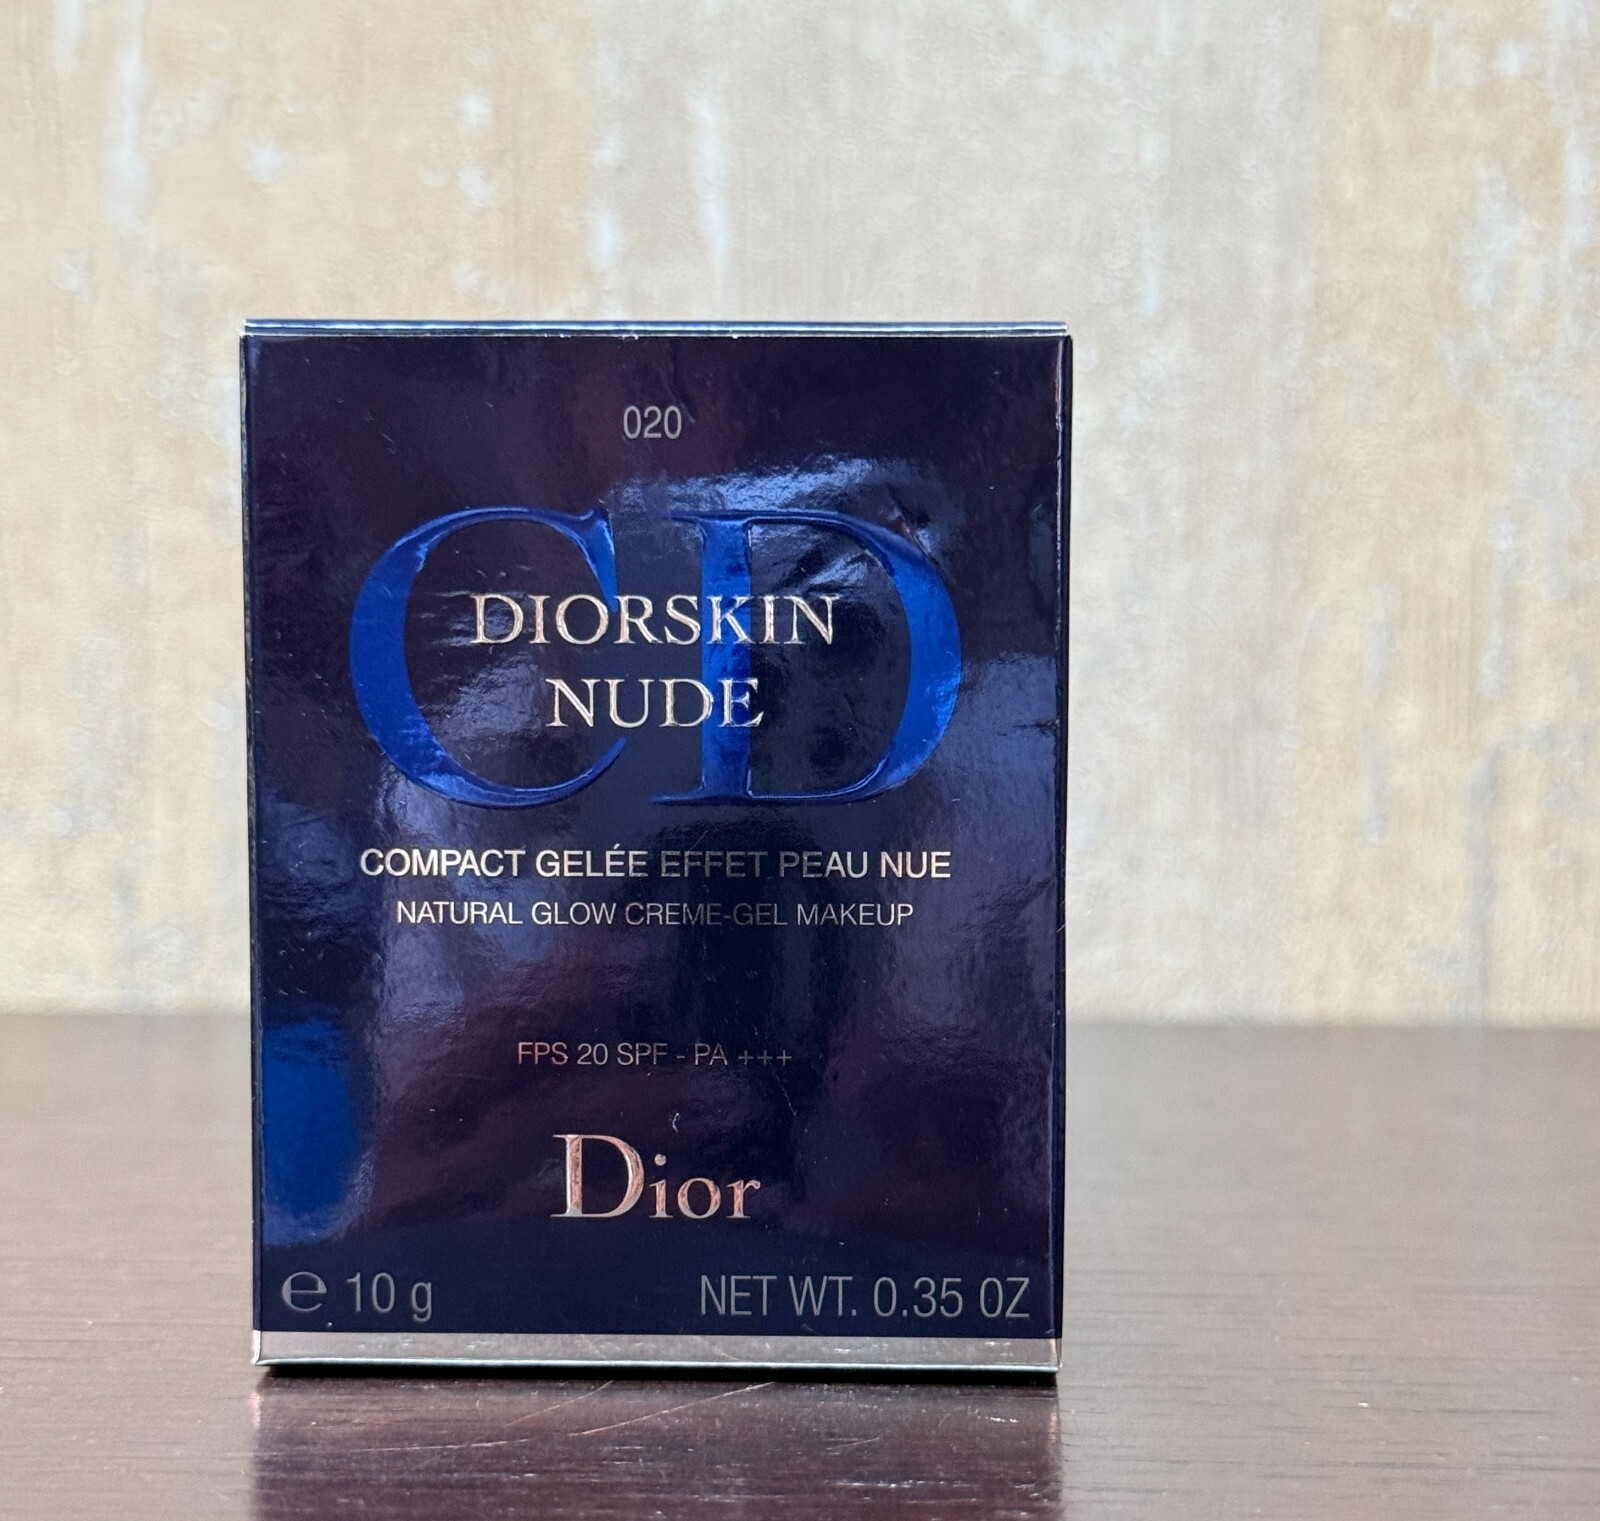 020
CD
DIORSKIN
NUDE
COMPACT GELÉE EFFET PEAU NUE
NATURAL GLOW CREME-GEL MAKEUP
FPS 20 SPF - PA +++
Dior
℮ 10 g NET WT. 0.35 OZ